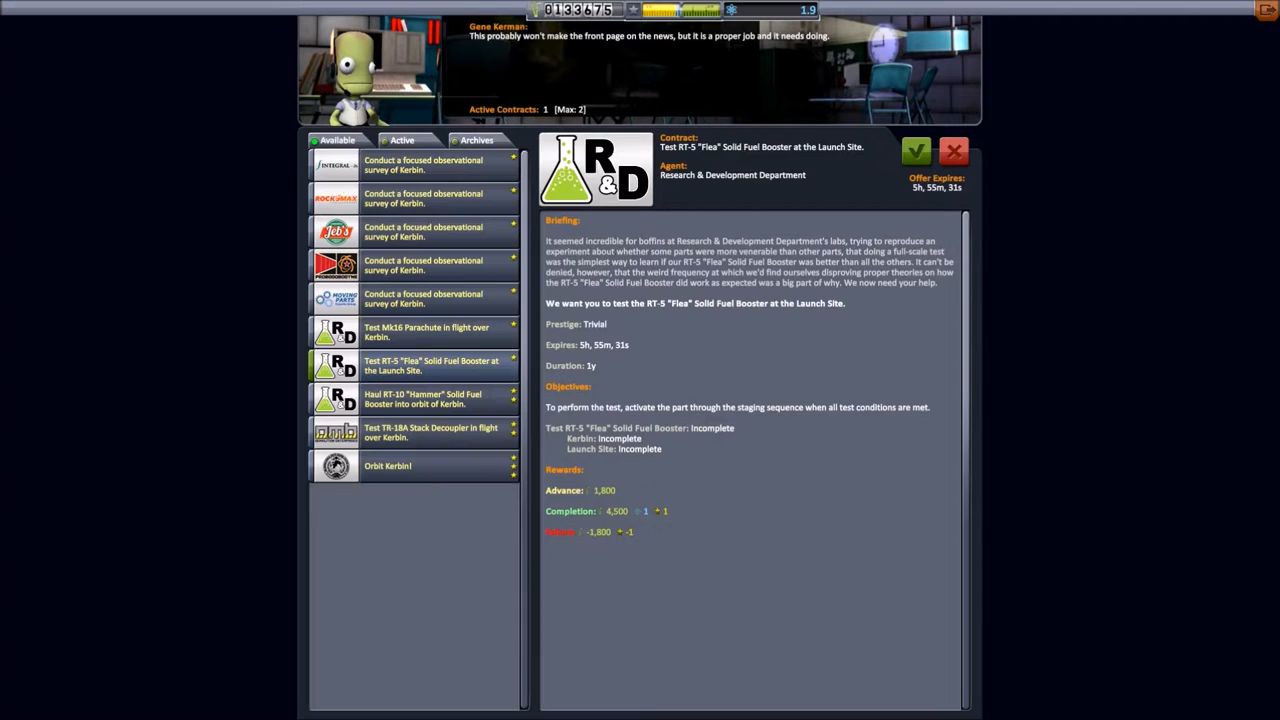 0133675
1.9
Gene Kerman:
This probably won't make the front page on the news, but it is a proper job and it needs doing.
Active Contracts: 1 [Max: 2]
Available
Active
Archives
INTEGRAL
Conduct a focused observational
survey of Kerbin.
ROCKOMAX
Conduct a focused observational
survey of Kerbin.
Jeb's
Conduct a focused observational
survey of Kerbin.
Conduct a focused observational
survey of Kerbin.
MOVING
PARTS
Conduct a focused observational
survey of Kerbin.
R&D
Test Mk16 Parachute in flight over
Kerbin.
R&D
Test RT-5 "Flea" Solid Fuel Booster at
the Launch Site.
R&D
Haul RT-10 "Hammer" Solid Fuel
Booster into orbit of Kerbin.
Test TR-18A Stack Decoupler in flight
over Kerbin.
Orbit Kerbin!
R&D
Contract:
Test RT-5 "Flea" Solid Fuel Booster at the Launch Site.
Agent:
Research & Development Department
Offer Expires:
5h, 55m, 31s
Briefing:
It seemed incredible for boffins at Research & Development Department's labs, trying to reproduce an
experiment about whether some parts were more venerable than other parts, that doing a full-scale test
was the simplest way to learn if our RT-5 "Flea" Solid Fuel Booster was better than all the others. It can't be
denied, however, that the weird frequency at which we'd find ourselves disproving proper theories on how
the RT-5 "Flea" Solid Fuel Booster did work as expected was a big part of why. We now need your help.
We want you to test the RT-5 "Flea" Solid Fuel Booster at the Launch Site.
Prestige: Trivial
Expires: 5h, 55m, 31s
Duration: 1y
Objectives:
To perform the test, activate the part through the staging sequence when all test conditions are met.
Test RT-5 "Flea" Solid Fuel Booster: Incomplete
Kerbin: Incomplete
Launch Site: Incomplete
Rewards:
Advance: 1,800
Completion: 4,500 1 1
Failure: -1,800 -1